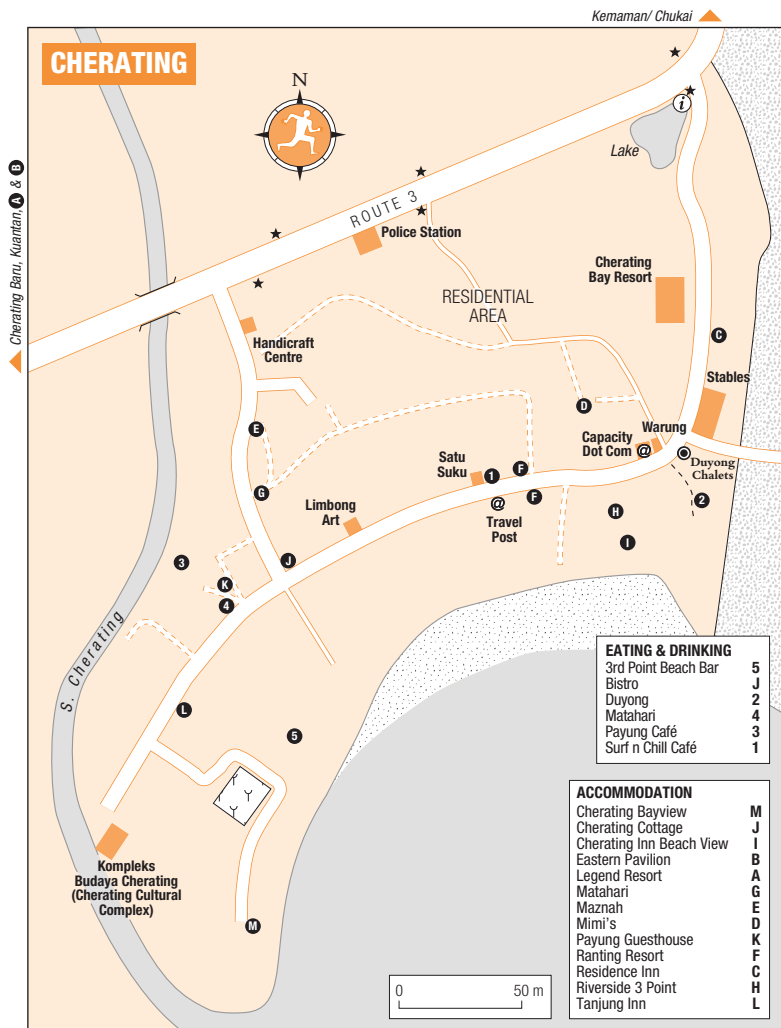 Kemaman/ Chukai
CHERATING
N
i
Lake
Cherating Baru, Kuantan, A & B
ROUTE 3
Police Station
Cherating
Bay Resort
RESIDENTIAL
AREA
Handicraft
Centre
C
Stables
D
E
Warung
Capacity
Dot Com
@
Duyong
Chalets
Satu
Suku
1
F
G
@
F
2
Travel
Post
H
Limbong
Art
I
3
J
K
4
S. Cherating
L
5
Kompleks
Budaya Cherating
(Cherating Cultural
Complex)
M
EATING & DRINKING
3rd Point Beach Bar 5
Bistro J
Duyong 2
Matahari 4
Payung Café 3
Surf n Chill Café 1
ACCOMMODATION
Cherating Bayview M
Cherating Cottage J
Cherating Inn Beach View I
Eastern Pavilion B
Legend Resort A
Matahari G
Maznah E
Mimi's D
Payung Guesthouse K
Ranting Resort F
Residence Inn C
Riverside 3 Point H
Tanjung Inn L
0 50 m